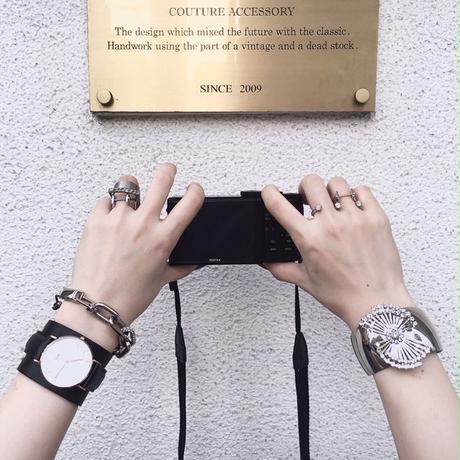 COUTURE ACCESSORY
The design which mixed the future with the classic.
Handwork using the part of a vintage and a dead stock.
SINCE 2009
PENTAX